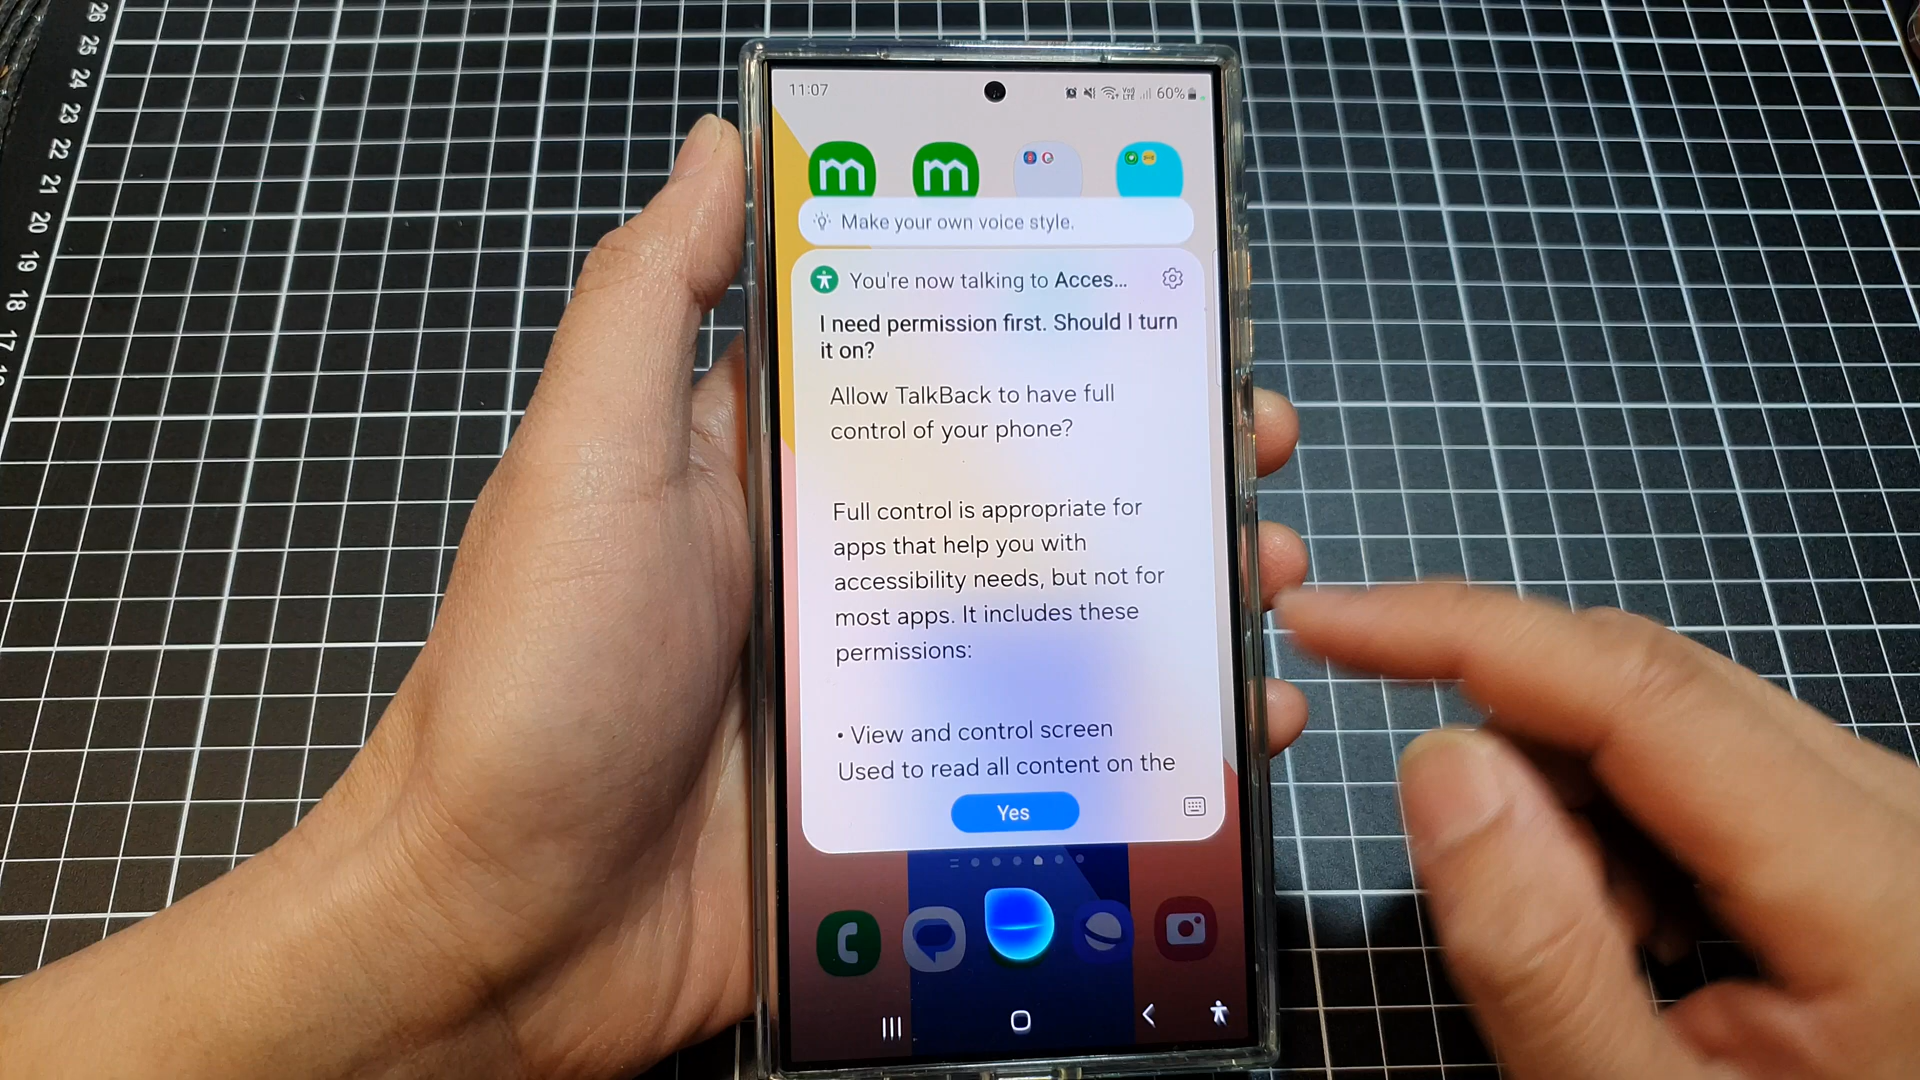 26
25
24
23
22
21
20
19
18
17
11:07
Vo)
LTE
60%
m
m
Make your own voice style.
You're now talking to Acces...
I need permission first. Should I turn
it on?
Allow TalkBack to have full
control of your phone?
Full control is appropriate for
apps that help you with
accessibility needs, but not for
most apps. It includes these
permissions:
• View and control screen
Used to read all content on the
Yes